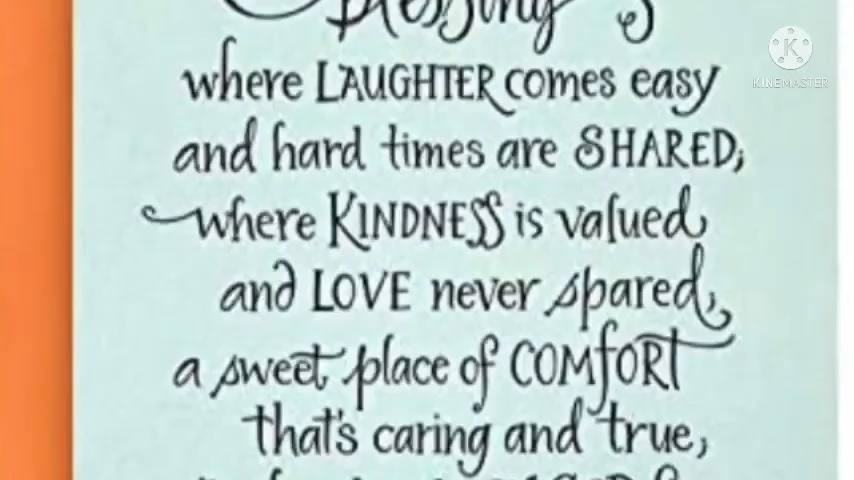 Blessing
where LAUGHTER comes easy
and hard times are SHARED,
where KINDNESS is valued
and LOVE never spared,
a sweet place of COMFORT
that's caring and true,
KINEMASTER